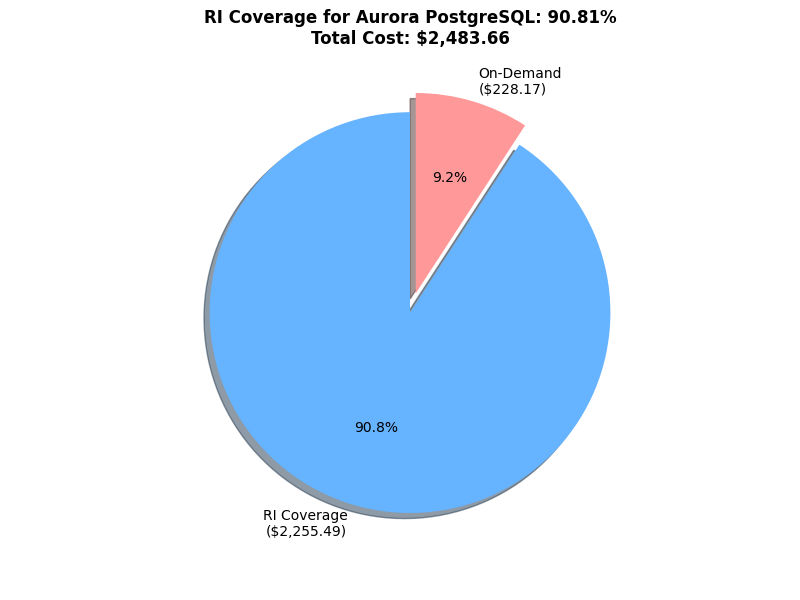 RI Coverage for Aurora PostgreSQL: 90.81%
Total Cost: $2,483.66
On-Demand
($228.17)
9.2%
90.8%
RI Coverage
($2,255.49)